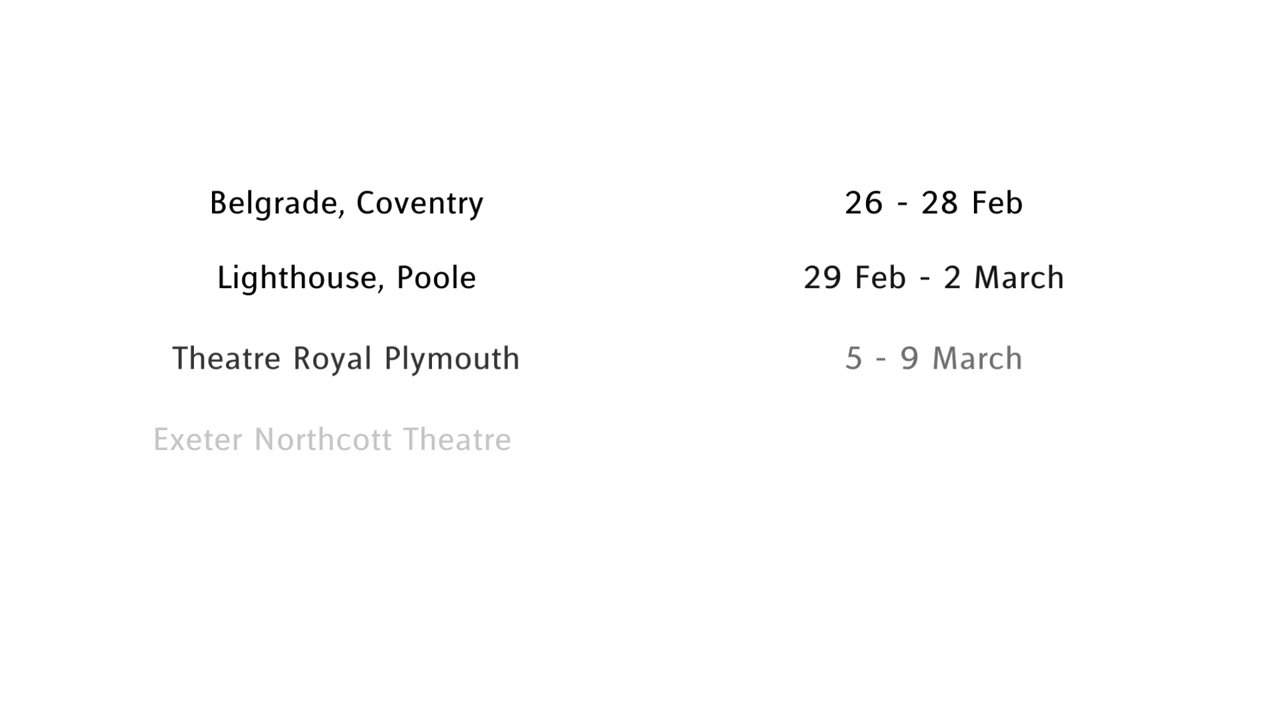 Belgrade, Coventry 26 - 28 Feb
Lighthouse, Poole 29 Feb - 2 March
Theatre Royal Plymouth 5 - 9 March
Exeter Northcott Theatre